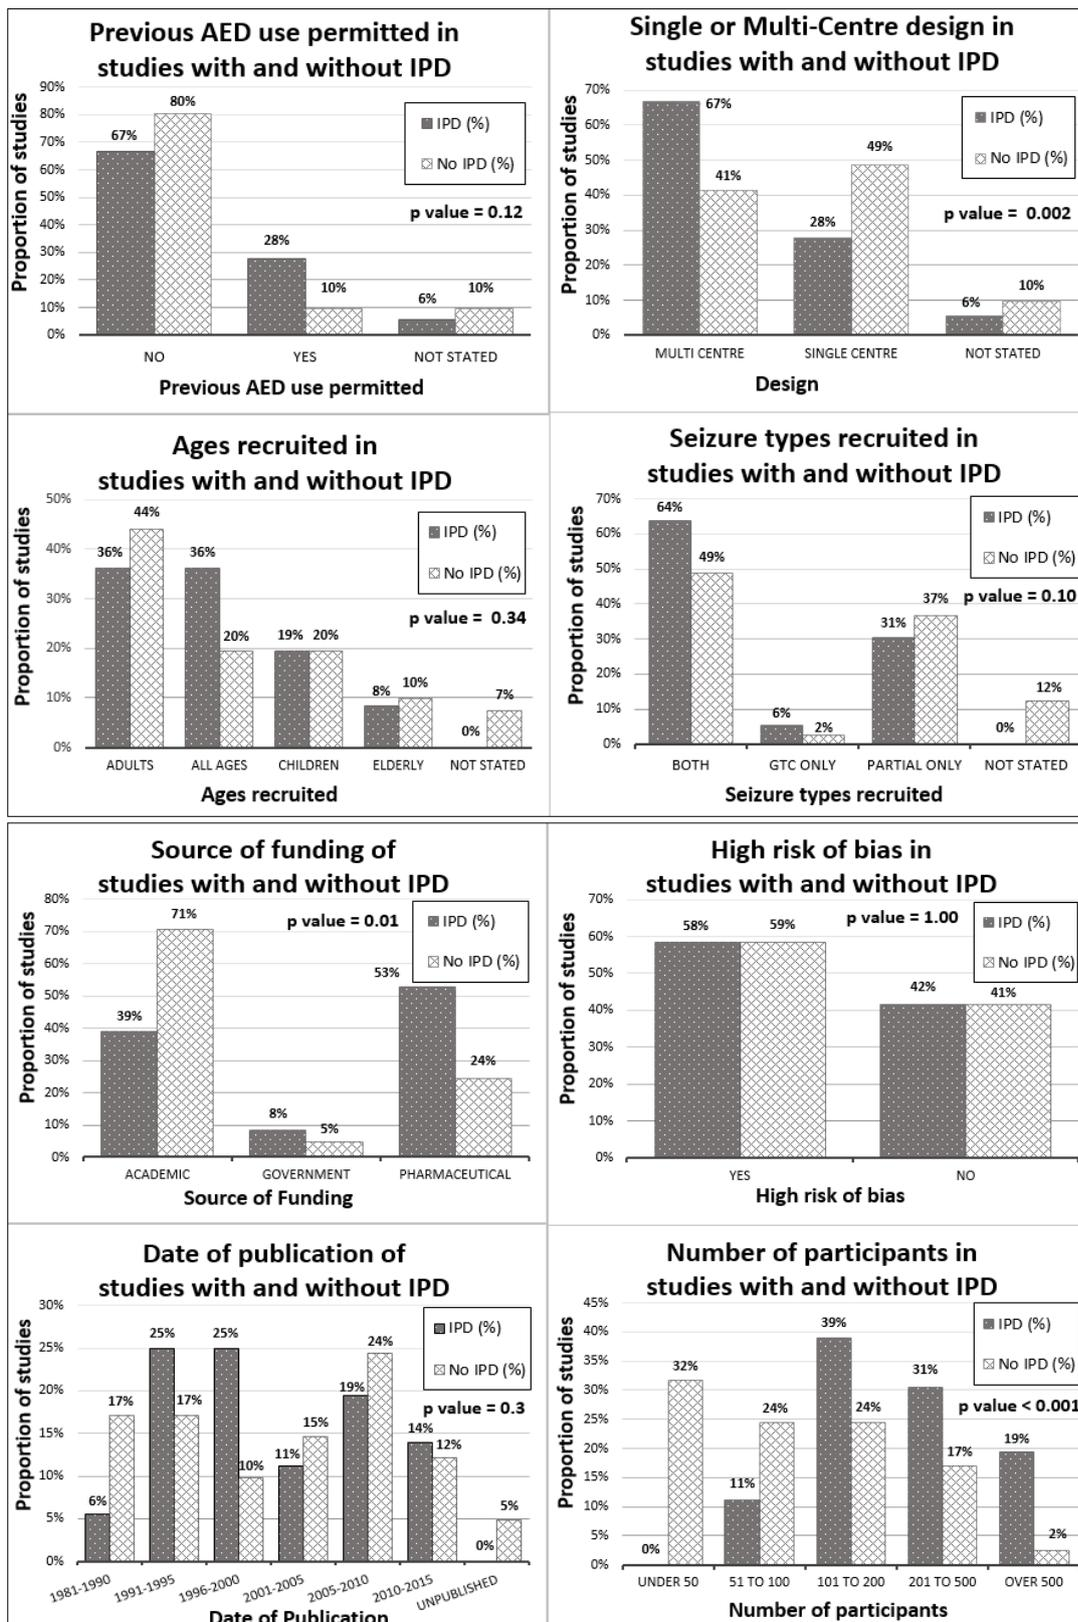 Previous AED use permitted in
studies with and without IPD
Proportion of studies
90%
80%
70%
60%
50%
40%
30%
20%
10%
0%
67%
80%
28%
10%
6%
10%
IPD (%)
No IPD (%)
p value = 0.12
NO
YES
NOT STATED
Previous AED use permitted
Single or Multi-Centre design in
studies with and without IPD
Proportion of studies
70%
60%
50%
40%
30%
20%
10%
0%
67%
41%
28%
49%
6%
10%
IPD (%)
No IPD (%)
p value = 0.002
MULTI CENTRE
SINGLE CENTRE
NOT STATED
Design
Ages recruited in
studies with and without IPD
Proportion of studies
50%
40%
30%
20%
10%
0%
36%
44%
36%
20%
19%
20%
8%
10%
0%
7%
IPD (%)
No IPD (%)
p value = 0.34
ADULTS
ALL AGES
CHILDREN
ELDERLY
NOT STATED
Ages recruited
Seizure types recruited in
studies with and without IPD
Proportion of studies
70%
60%
50%
40%
30%
20%
10%
0%
64%
49%
6%
2%
31%
37%
0%
12%
IPD (%)
No IPD (%)
p value = 0.10
BOTH
GTC ONLY
PARTIAL ONLY
NOT STATED
Seizure types recruited
Source of funding of
studies with and without IPD
Proportion of studies
80%
70%
60%
50%
40%
30%
20%
10%
0%
39%
71%
8%
5%
53%
24%
p value = 0.01
IPD (%)
No IPD (%)
ACADEMIC
GOVERNMENT
PHARMACEUTICAL
Source of Funding
High risk of bias in
studies with and without IPD
Proportion of studies
70%
60%
50%
40%
30%
20%
10%
0%
58%
59%
42%
41%
p value = 1.00
IPD (%)
No IPD (%)
YES
NO
High risk of bias
Date of publication of
studies with and without IPD
Proportion of studies
30%
25%
20%
15%
10%
5%
0%
6%
17%
25%
17%
25%
10%
11%
15%
19%
24%
14%
12%
0%
5%
IPD (%)
No IPD (%)
p value = 0.3
1981-1990
1991-1995
1996-2000
2001-2005
2005-2010
2010-2015
UNPUBLISHED
Date of Publication
Number of participants in
studies with and without IPD
Proportion of studies
45%
40%
35%
30%
25%
20%
15%
10%
5%
0%
0%
32%
11%
24%
39%
24%
31%
17%
19%
2%
IPD (%)
No IPD (%)
p value < 0.001
UNDER 50
51 TO 100
101 TO 200
201 TO 500
OVER 500
Number of participants